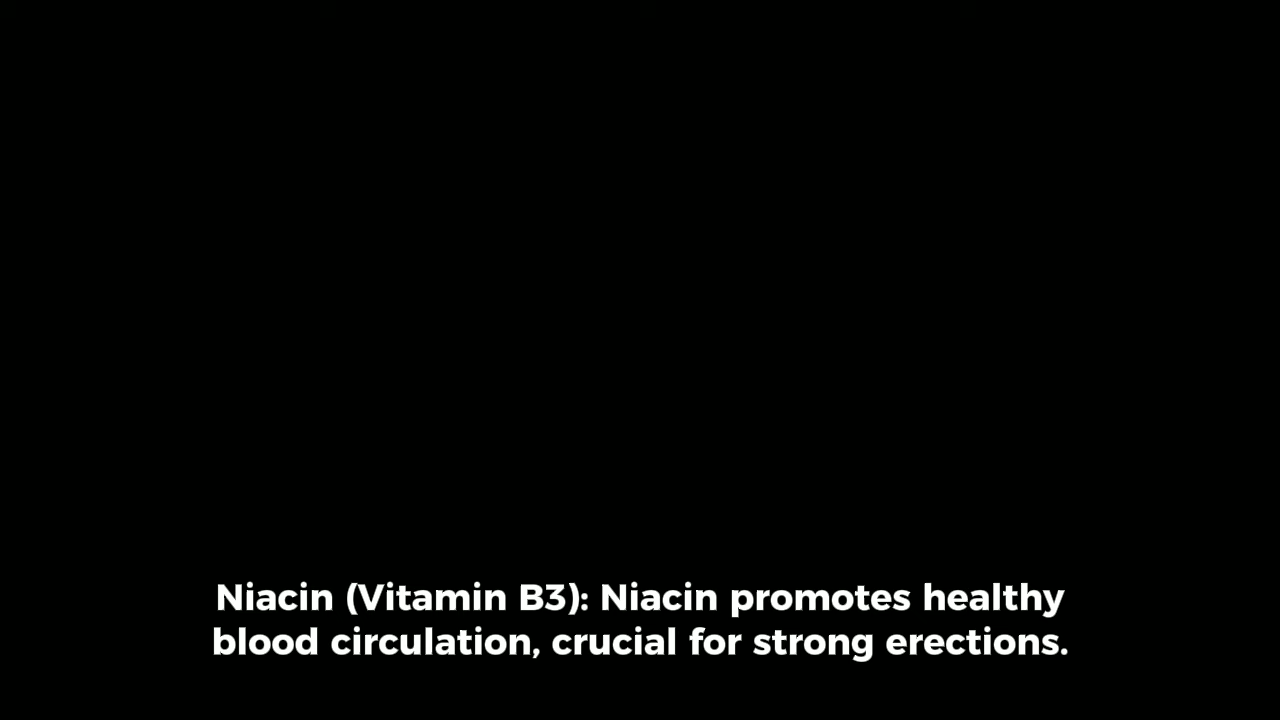 Niacin (Vitamin B3): Niacin promotes healthy
blood circulation, crucial for strong erections.